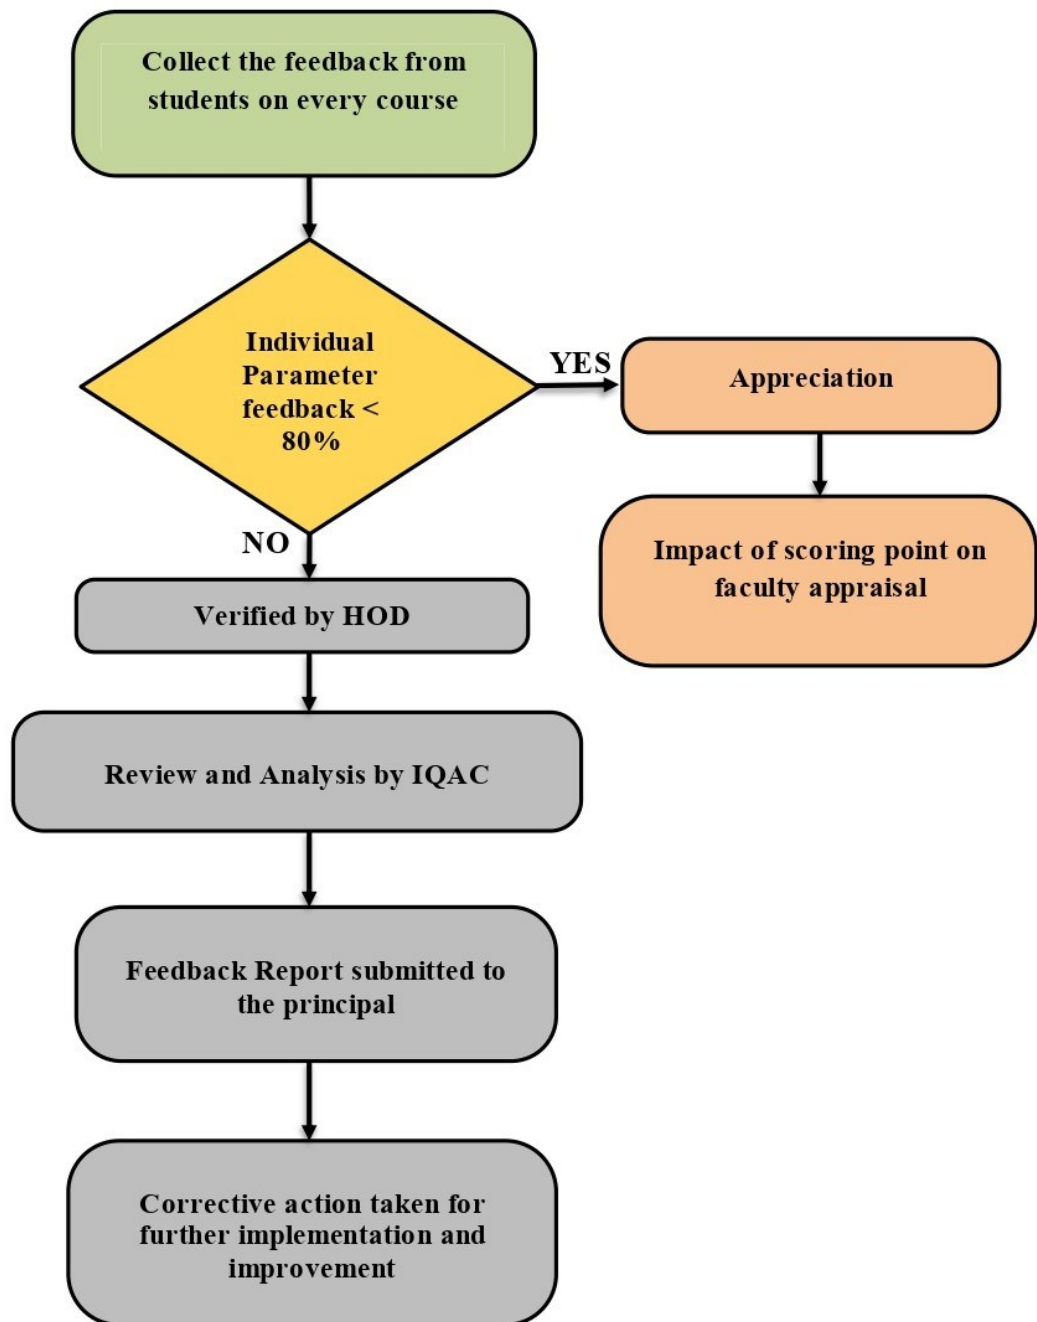 Collect the feedback from
students on every course
Individual
Parameter
feedback <
80%
YES
Appreciation
Impact of scoring point on
faculty appraisal
NO
Verified by HOD
Review and Analysis by IQAC
Feedback Report submitted to
the principal
Corrective action taken for
further implementation and
improvement